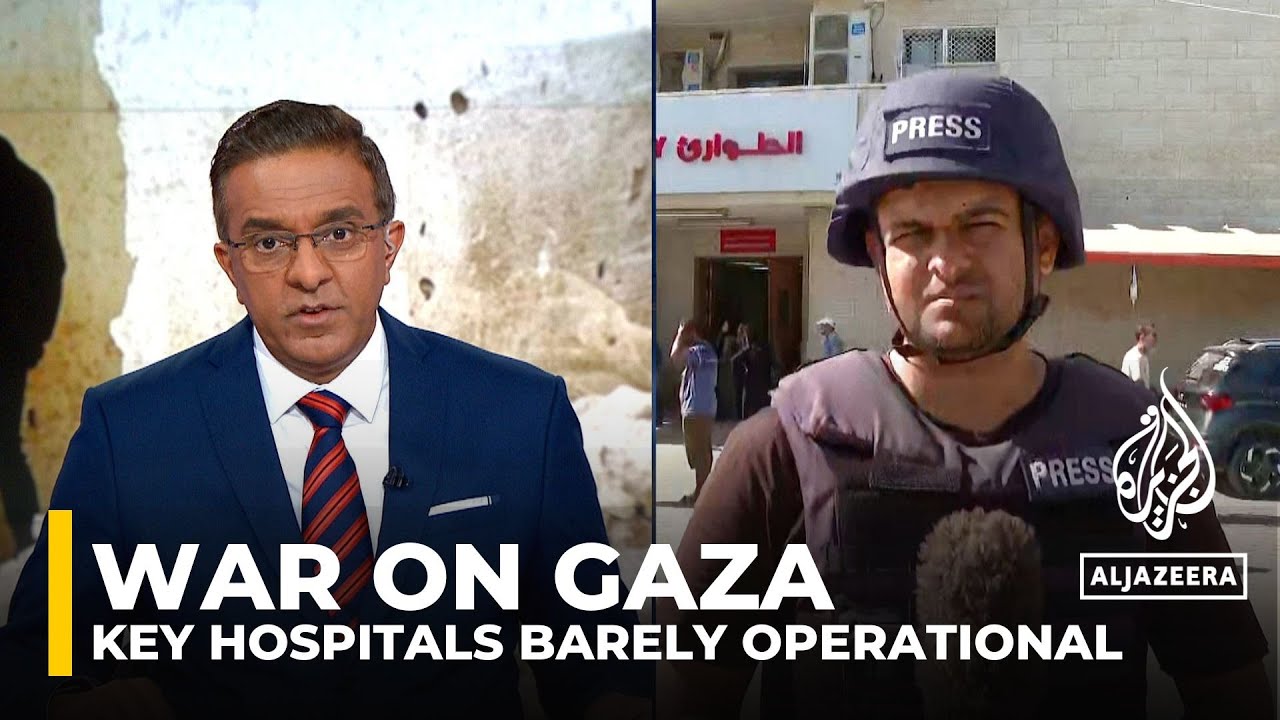 PRESS
Y الطوارئ
PRESS
الجزيرة
ALJAZEERA
WAR ON GAZA
KEY HOSPITALS BARELY OPERATIONAL